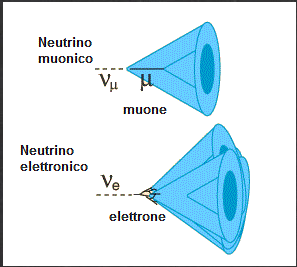 Neutrino
muonico
νμ μ
muone
Neutrino
elettronico
νe
elettrone